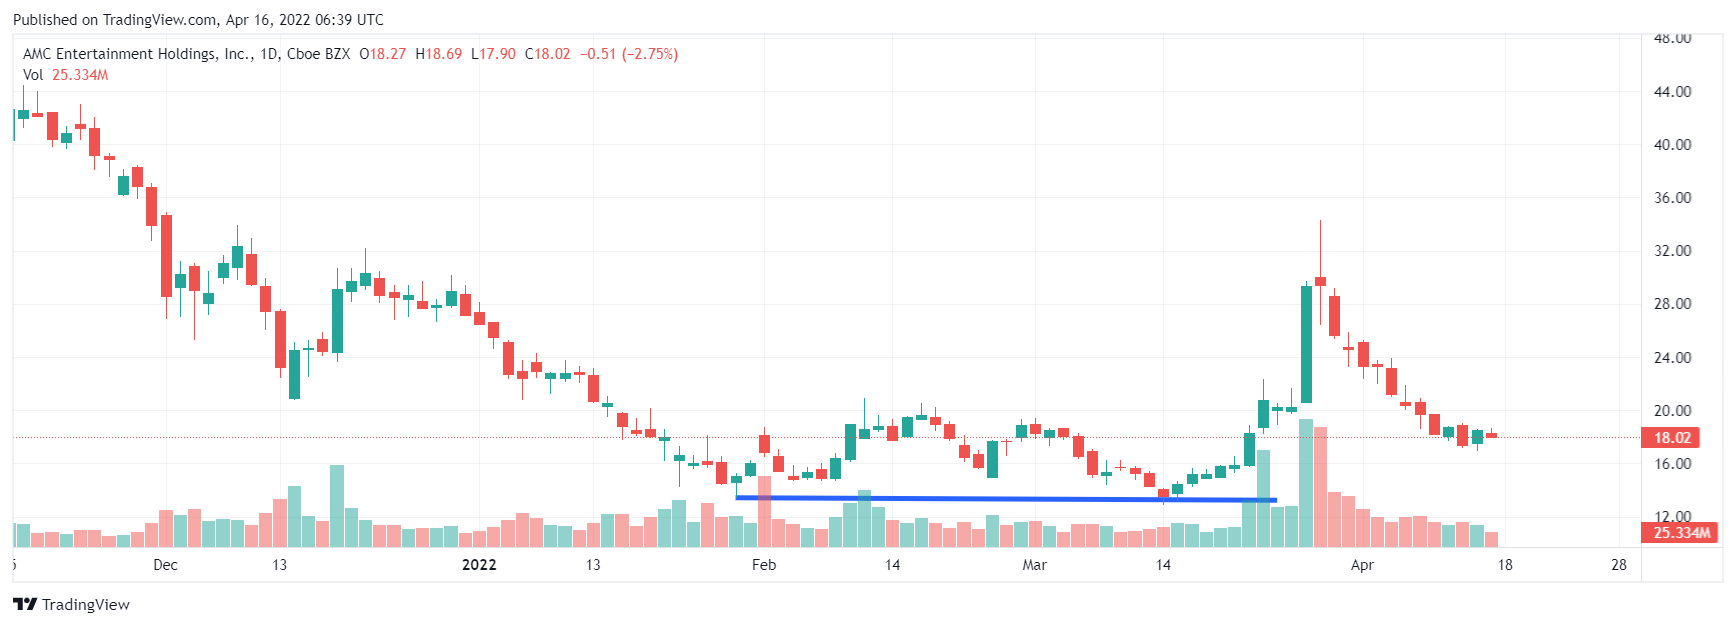 Published on TradingView.com, Apr 16, 2022 06:39 UTC
AMC Entertainment Holdings, Inc., 1D, Cboe BZX O18.27 H18.69 L17.90 C18.02 −0.51 (−2.75%)
Vol 25.334M
48.00
44.00
40.00
36.00
32.00
28.00
24.00
20.00
18.02
16.00
12.00
25.334M
Dec 13 2022 13 Feb 14 Mar 14 Apr 18 28
TradingView